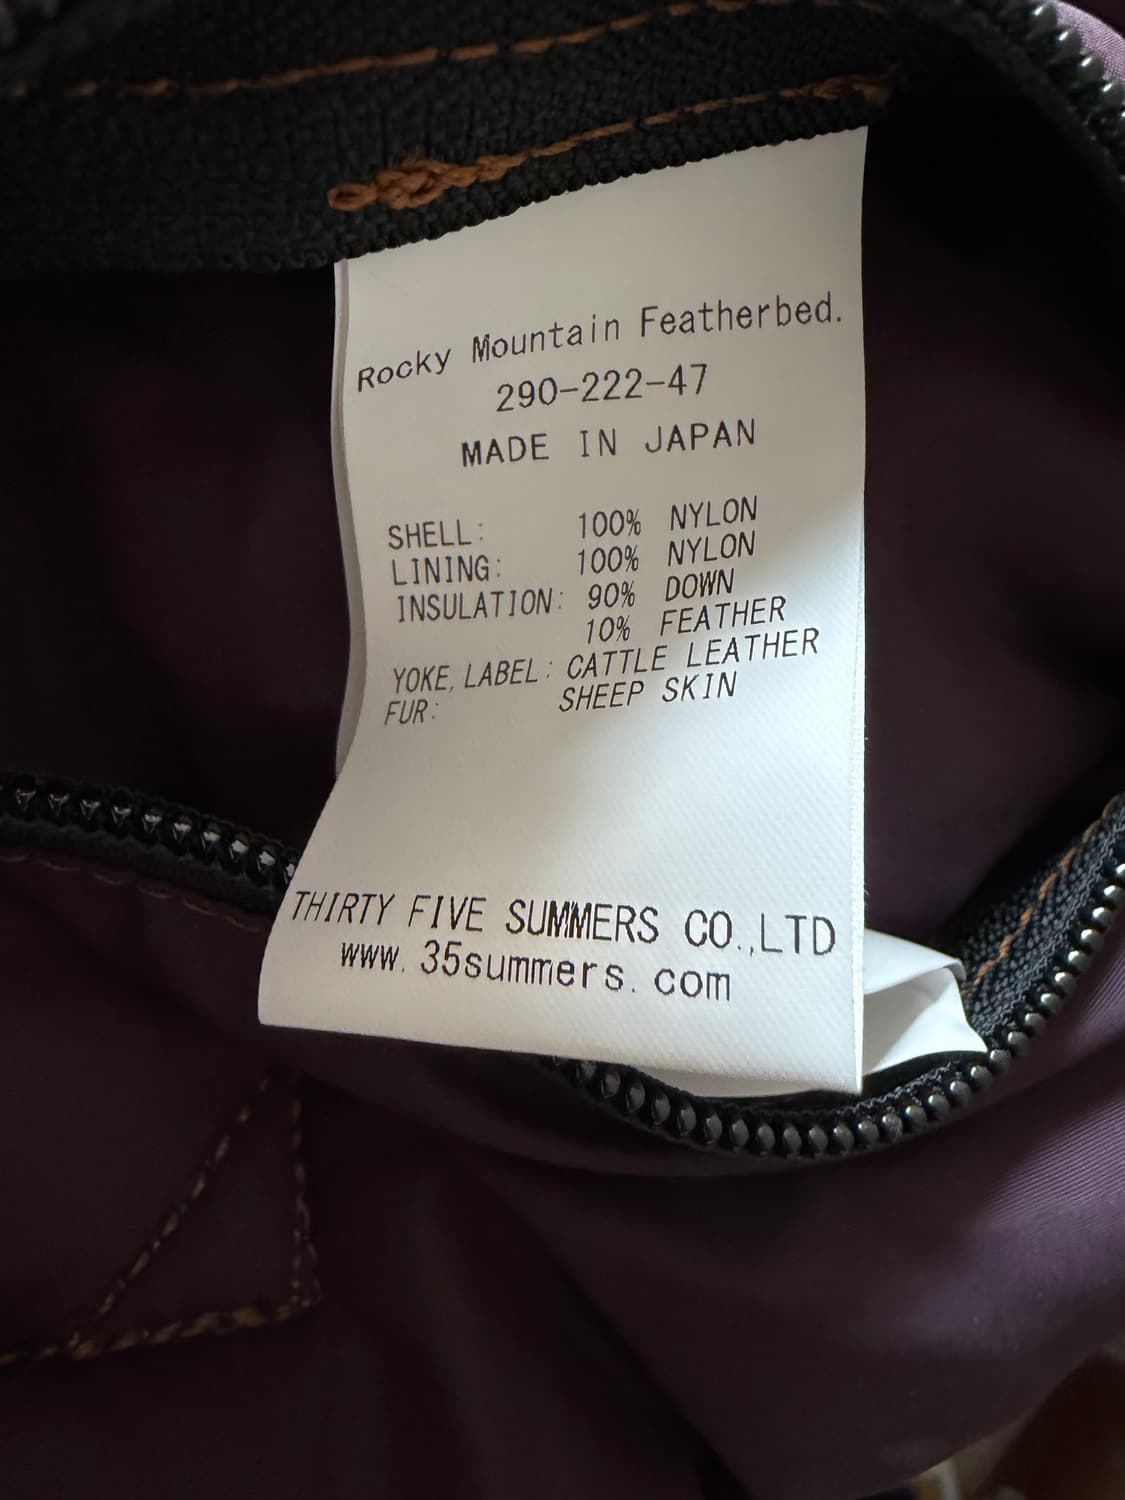 Rocky Mountain Featherbed.
290-222-47
MADE IN JAPAN
SHELL: 100% NYLON
LINING: 100% NYLON
INSULATION: 90% DOWN
10% FEATHER
YOKE, LABEL: CATTLE LEATHER
FUR: SHEEP SKIN
THIRTY FIVE SUMMERS CO.,LTD
www.35summers.com